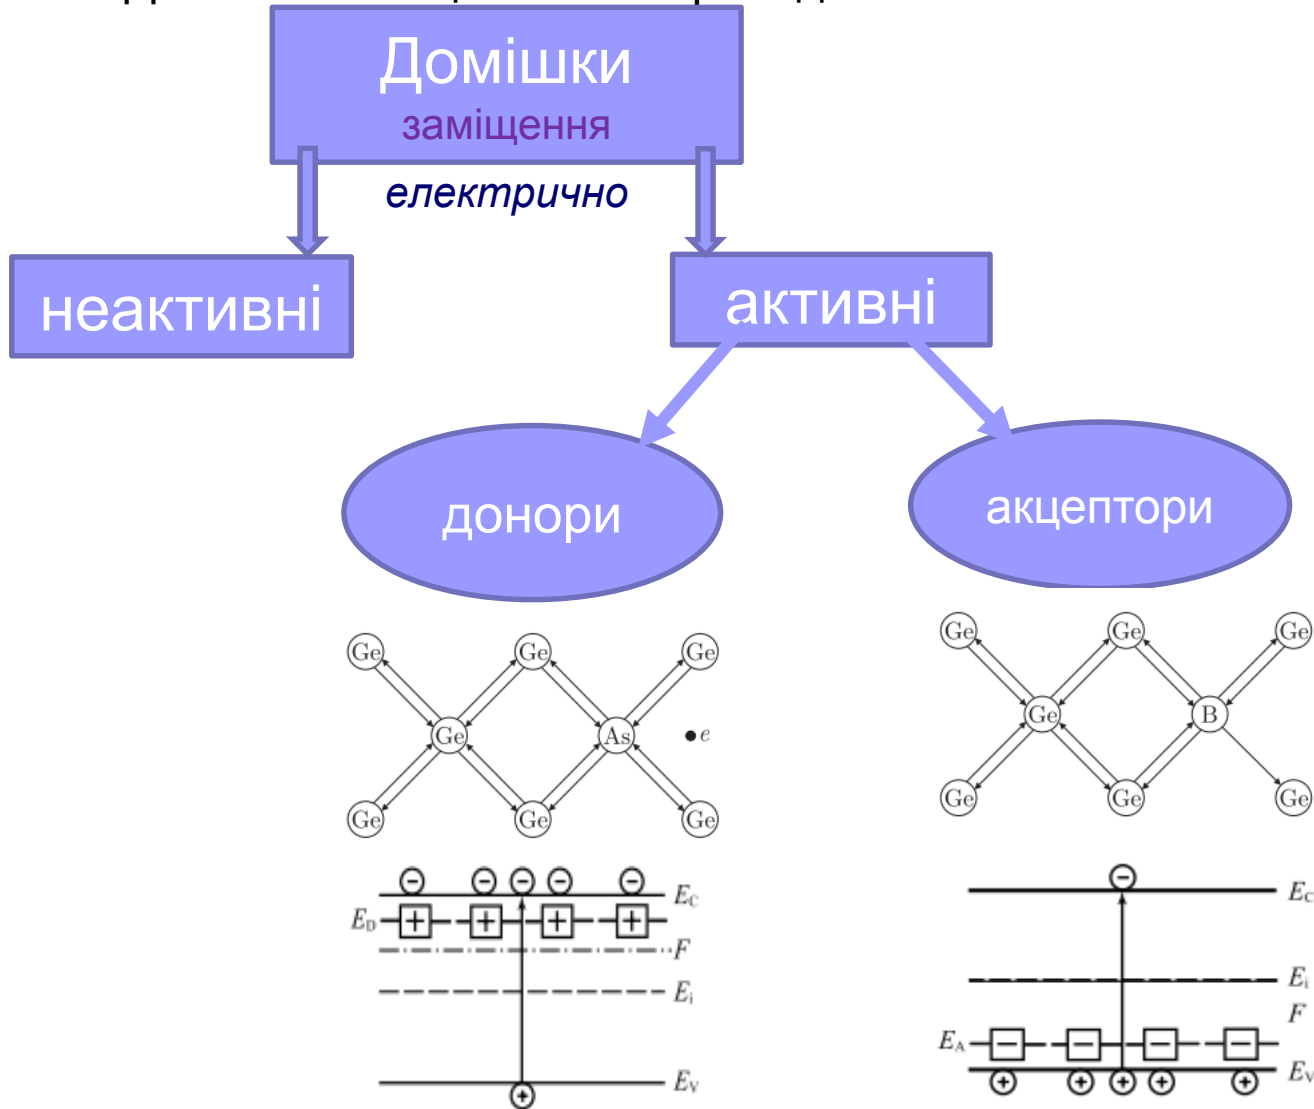 Домішки
заміщення
електрично
неактивні
активні
донори
акцептори
Ge Ge Ge
Ge As e
Ge Ge Ge
Ge Ge Ge
Ge B
Ge Ge Ge
− − − − −
E_C
E_D + + + +
F
E_i
E_V
+
−
E_C
E_i
F
E_A − − − −
E_V
+ + + + +